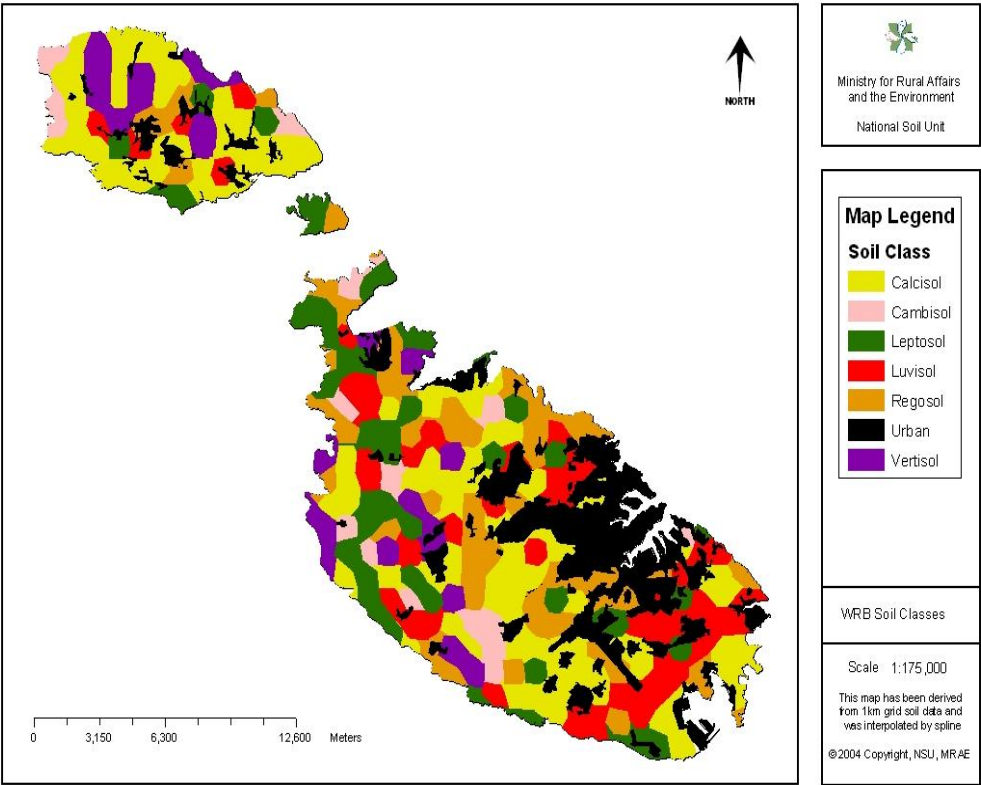 NORTH
0 3,150 6,300 12,600 Meters
Ministry for Rural Affairs
and the Environment
National Soil Unit
Map Legend
Soil Class
Calcisol
Cambisol
Leptosol
Luvisol
Regosol
Urban
Vertisol
WRB Soil Classes
Scale 1:175,000
This map has been derived
from 1km grid soil data and
was interpolated by spline
©2004 Copyright, NSU, MRAE